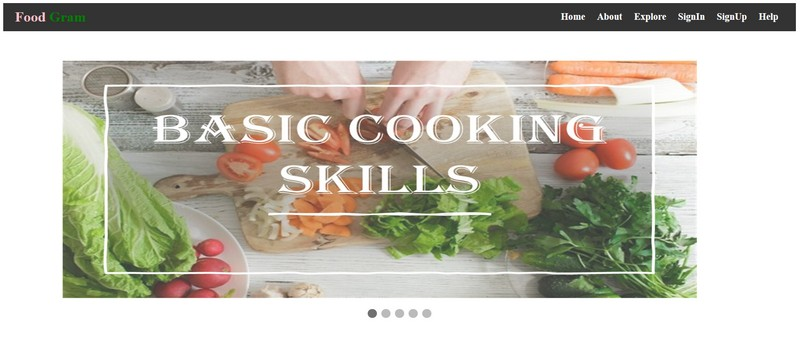 Food Gram
Home About Explore SignIn SignUp Help
BASIC COOKING
SKILLS